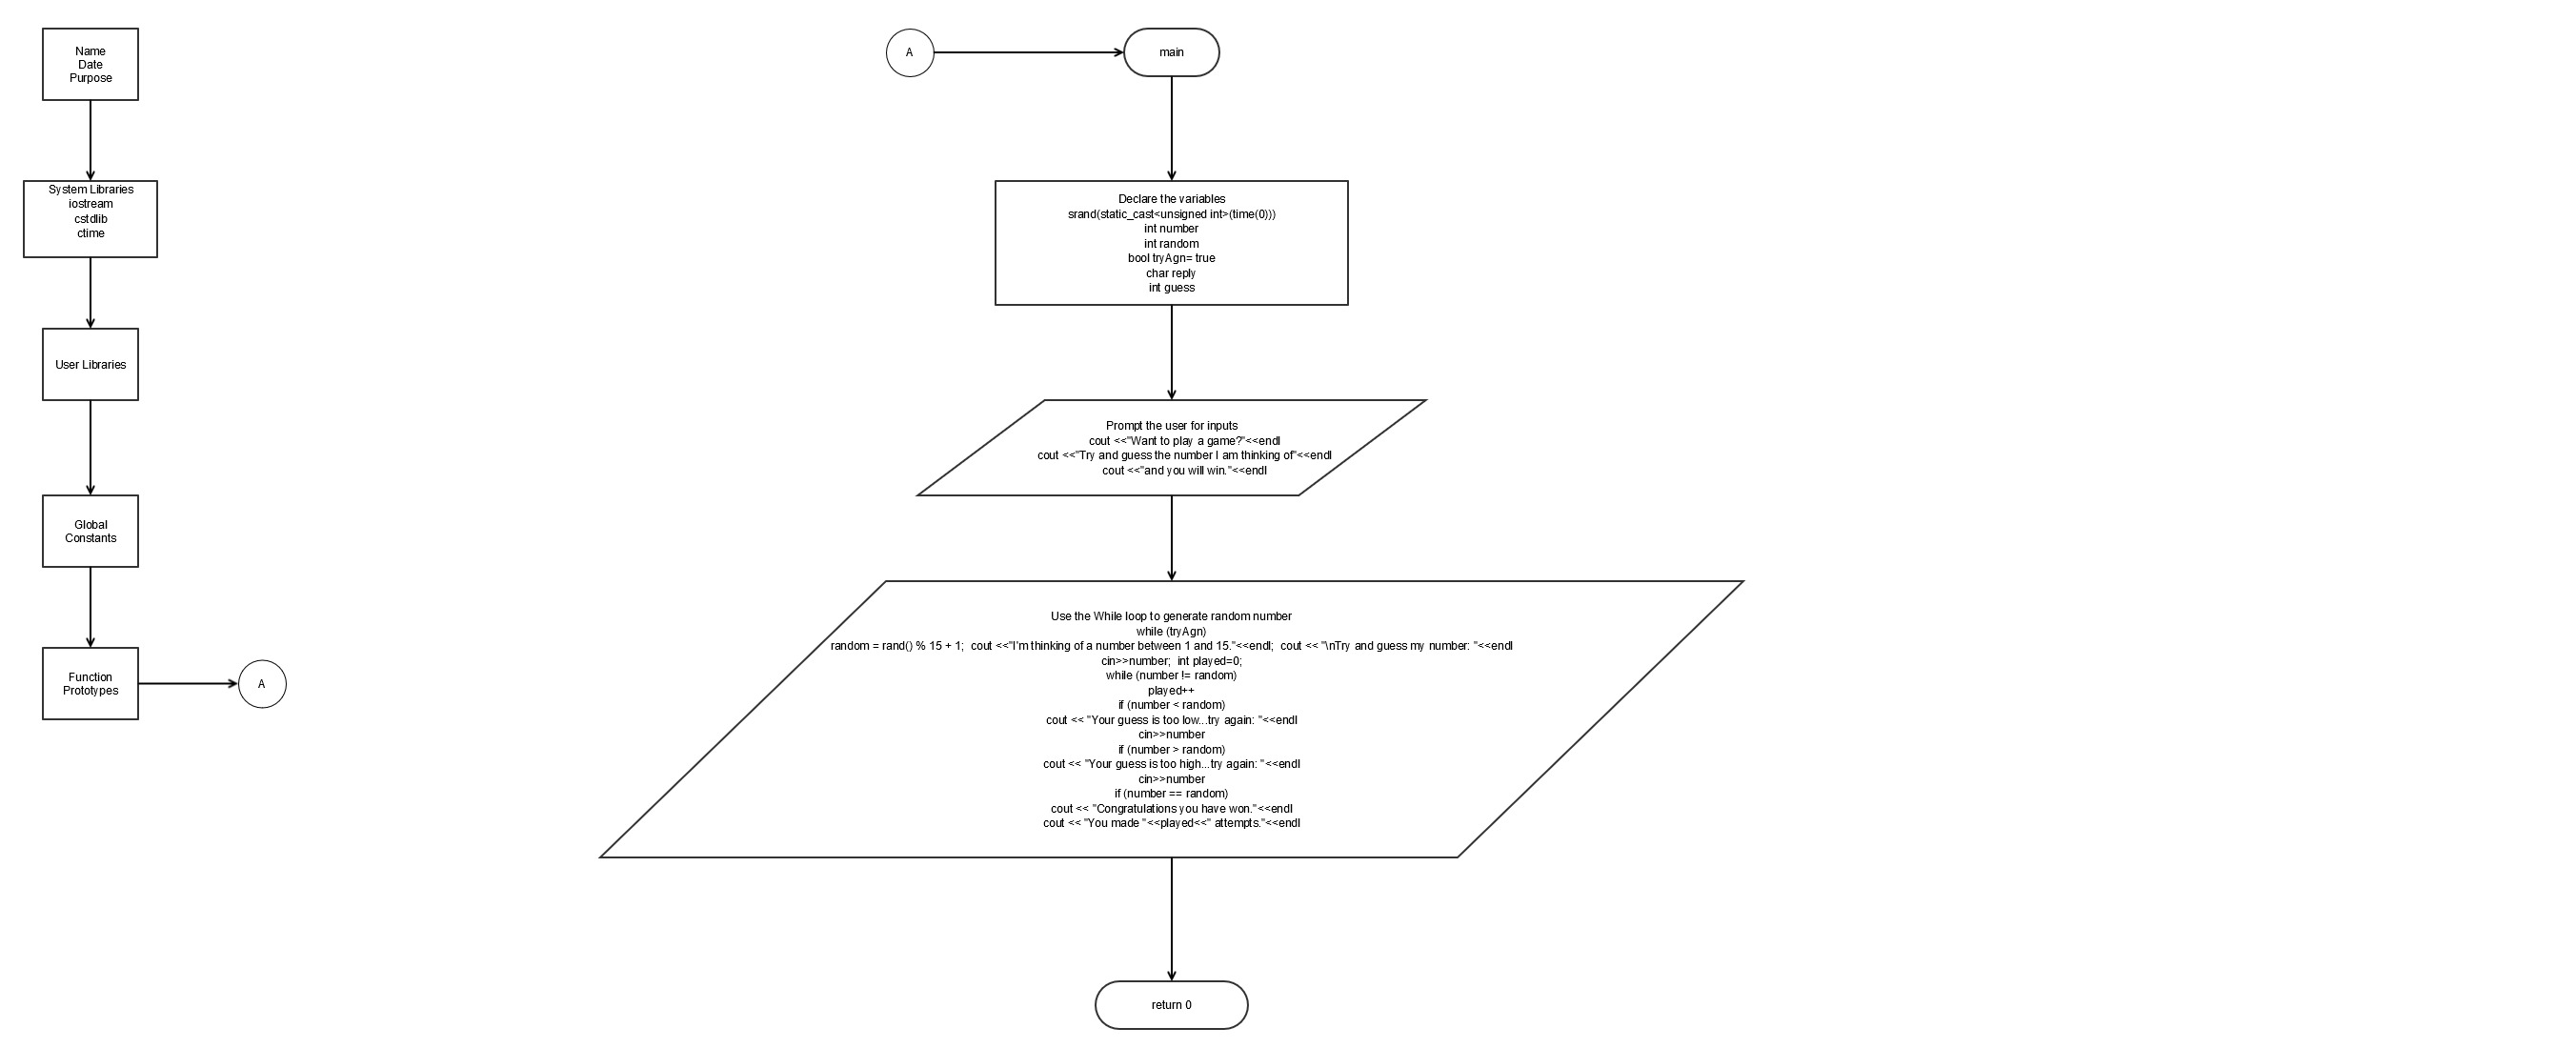 Name
Date
Purpose
System Libraries
iostream
cstdlib
ctime
User Libraries
Global
Constants
Function
Prototypes
A
A
main
Declare the variables
srand(static_cast<unsigned int>(time(0)))
int number
int random
bool tryAgn= true
char reply
int guess
Prompt the user for inputs
cout <<"Want to play a game?"<<endl
cout <<"Try and guess the number I am thinking of"<<endl
cout <<"and you will win."<<endl
Use the While loop to generate random number
while (tryAgn)
random = rand() % 15 + 1;  cout <<"I'm thinking of a number between 1 and 15."<<endl;  cout << "\nTry and guess my number: "<<endl
cin>>number;  int played=0;
while (number != random)
played++
if (number < random)
cout << "Your guess is too low...try again: "<<endl
cin>>number
if (number > random)
cout << "Your guess is too high...try again: "<<endl
cin>>number
if (number == random)
cout << "Congratulations you have won."<<endl
cout << "You made "<<played<<" attempts."<<endl
return 0